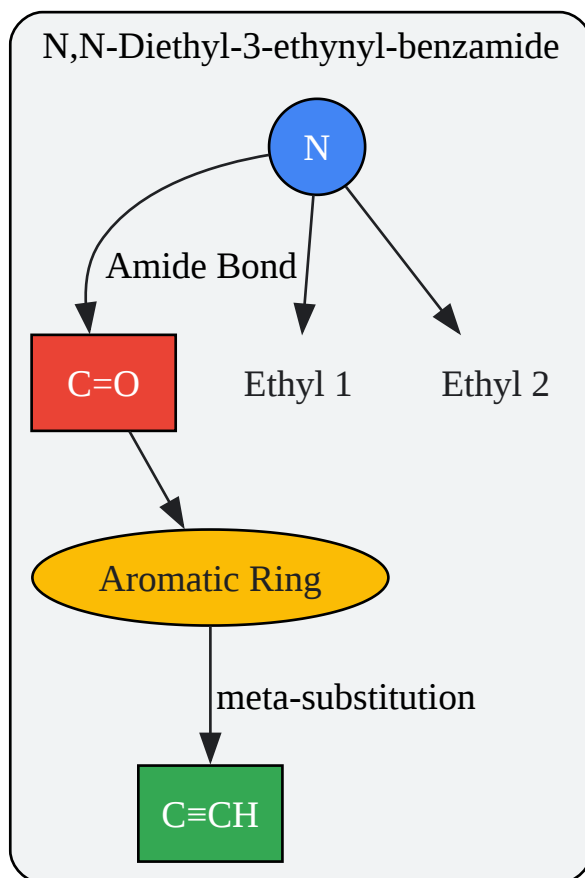 N,N-Diethyl-3-ethynyl-benzamide
N
Amide Bond
C=O
Ethyl 1
Ethyl 2
Aromatic Ring
meta-substitution
C≡CH